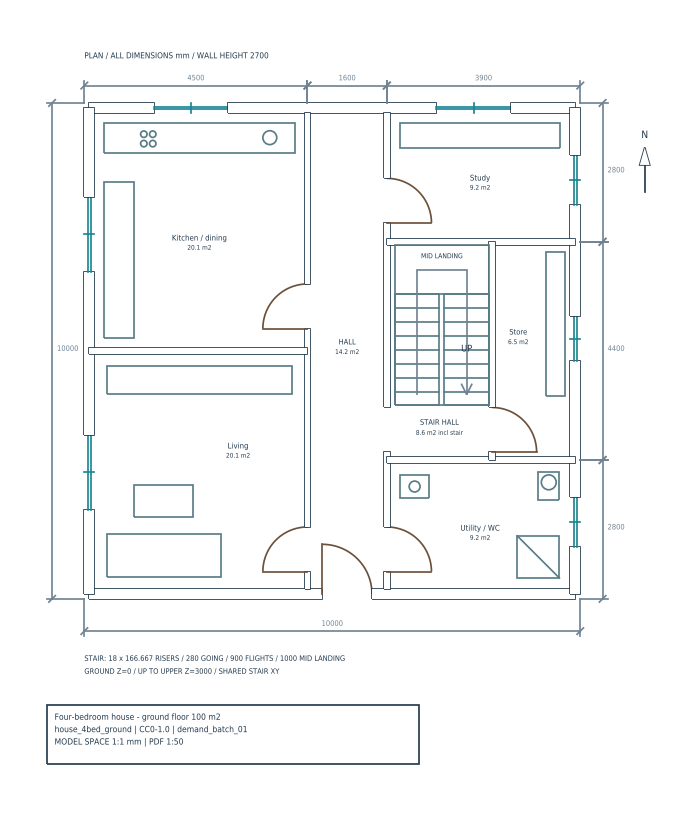 PLAN / ALL DIMENSIONS mm / WALL HEIGHT 2700
4500
1600
3900
N
2800
Study
9.2 m2
Kitchen / dining
20.1 m2
MID LANDING
UP
HALL
14.2 m2
Store
6.5 m2
10000
4400
STAIR HALL
8.6 m2 incl stair
Living
20.1 m2
Utility / WC
9.2 m2
2800
10000
STAIR: 18 x 166.667 RISERS / 280 GOING / 900 FLIGHTS / 1000 MID LANDING
GROUND Z=0 / UP TO UPPER Z=3000 / SHARED STAIR XY
Four-bedroom house - ground floor 100 m2
house_4bed_ground | CC0-1.0 | demand_batch_01
MODEL SPACE 1:1 mm | PDF 1:50